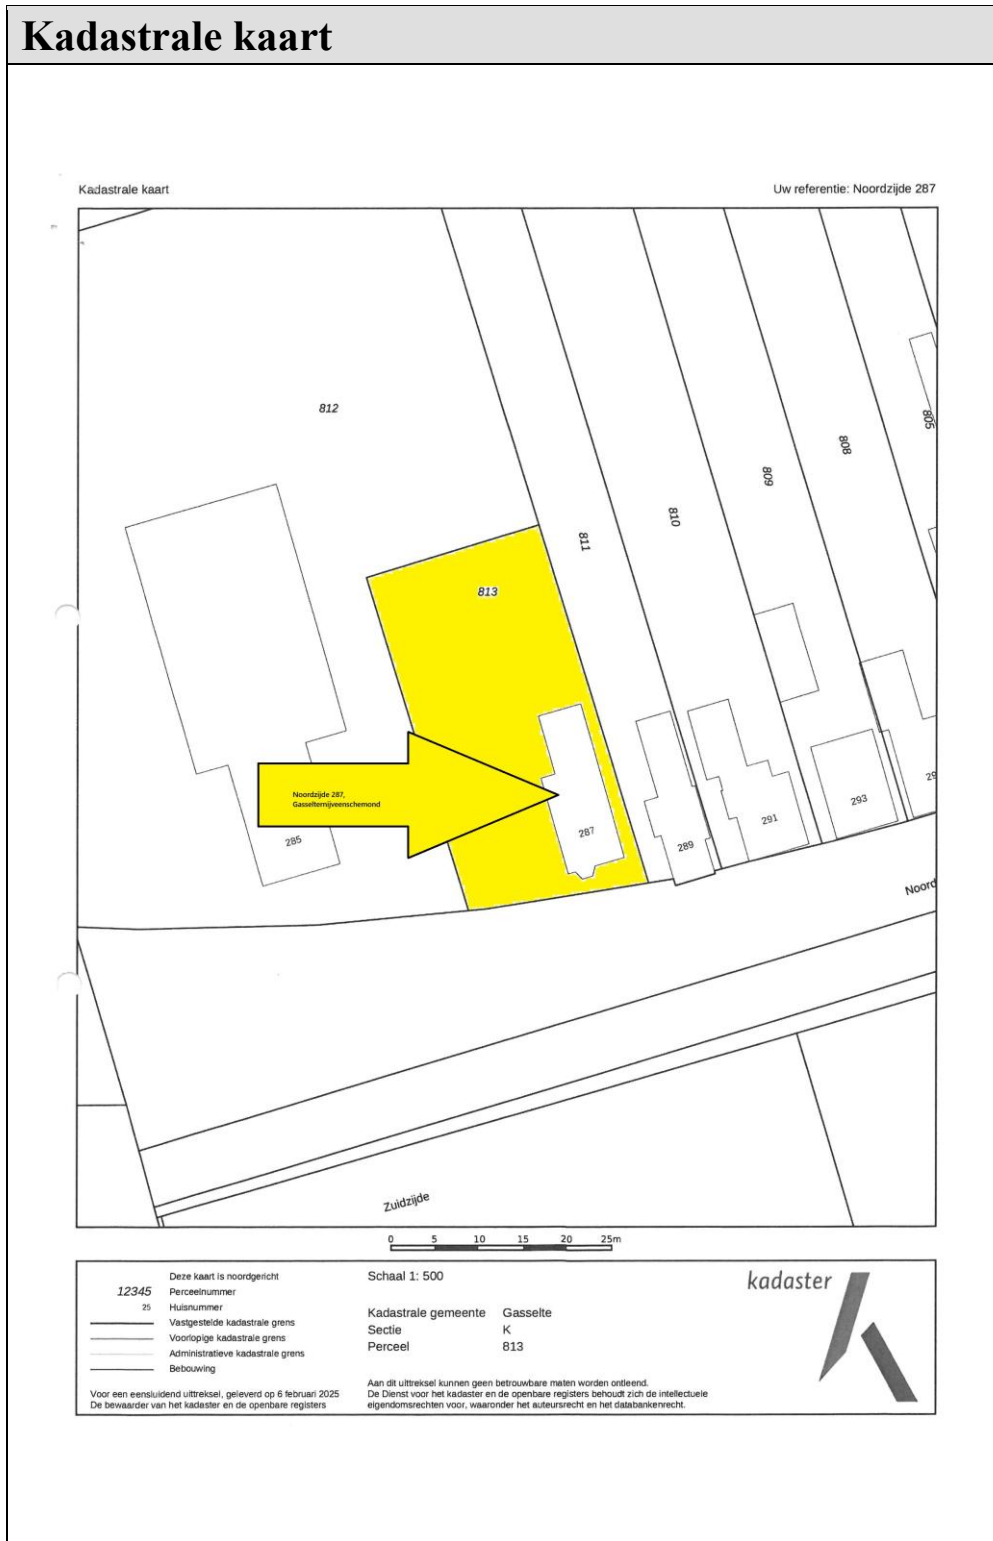 Kadastrale kaart
Kadastrale kaart
Uw referentie: Noordzijde 287
812
813
811
810
809
808
805
Noordzijde 287,
Gasselternijveenschemond
285
287
289
291
293
29
Noord
Zuidzijde
0 5 10 15 20 25m
Deze kaart is noordgericht
12345 Perceelnummer
25 Huisnummer
Vastgestelde kadastrale grens
Voorlopige kadastrale grens
Administratieve kadastrale grens
Bebouwing
Voor een eensluidend uittreksel, geleverd op 6 februari 2025
De bewaarder van het kadaster en de openbare registers
Schaal 1: 500
Kadastrale gemeente Gasselte
Sectie K
Perceel 813
Aan dit uittreksel kunnen geen betrouwbare maten worden ontleend.
De Dienst voor het kadaster en de openbare registers behoudt zich de intellectuele
eigendomsrechten voor, waaronder het auteursrecht en het databankenrecht.
kadaster